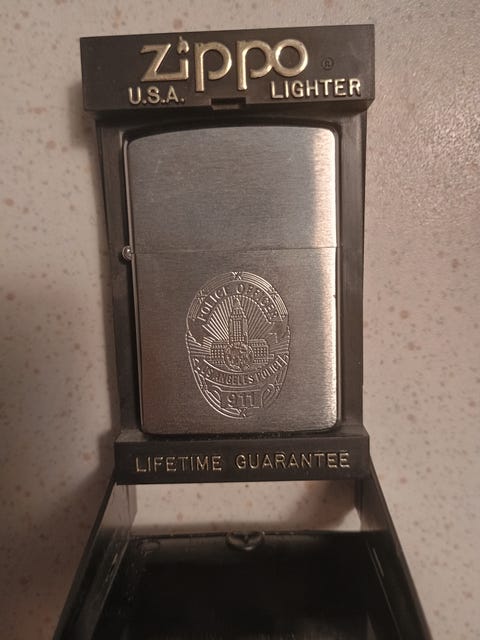 Zippo ®
U.S.A. LIGHTER
POLICE OFFICER
LOS ANGELES POLICE
911
LIFETIME GUARANTEE